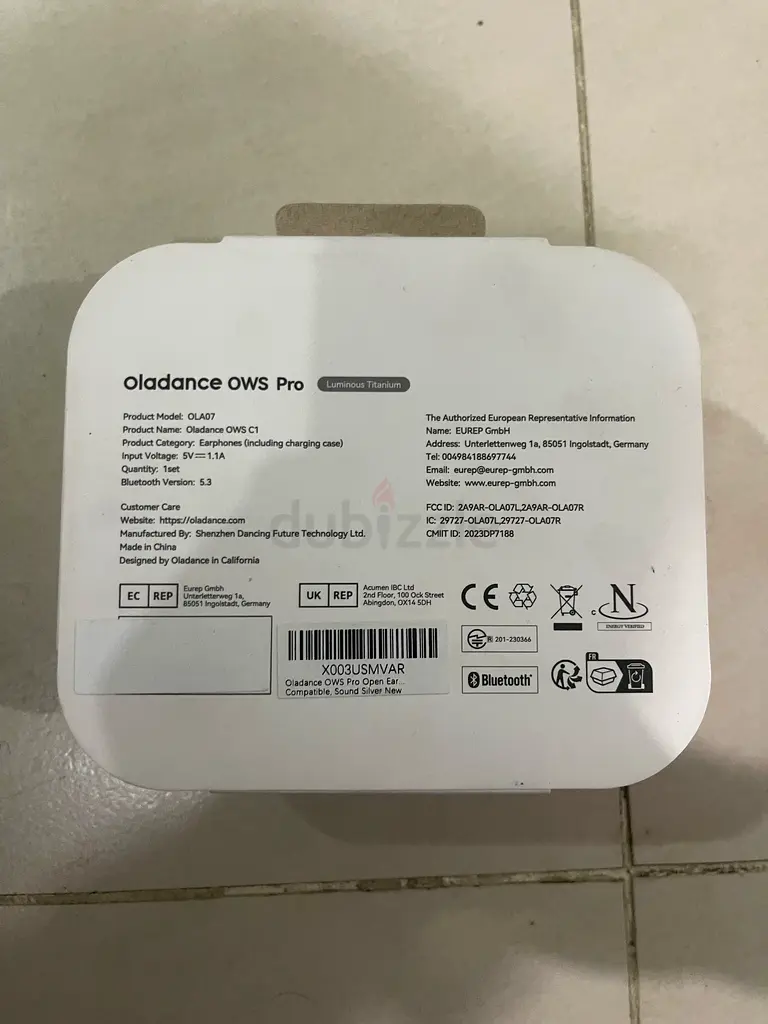 oladance OWS Pro Luminous Titanium
Product Model: OLA07
Product Name: Oladance OWS C1
Product Category: Earphones (including charging case)
Input Voltage: 5V⎓1.1A
Quantity: 1set
Bluetooth Version: 5.3
Customer Care
Website: https://oladance.com
Manufactured By: Shenzhen Dancing Future Technology Ltd.
Made in China
Designed by Oladance in California
The Authorized European Representative Information
Name: EUREP GmbH
Address: Unterlettenweg 1a, 85051 Ingolstadt, Germany
Tel: 004984188697744
Email: eurep@eurep-gmbh.com
Website: www.eurep-gmbh.com
FCC ID: 2A9AR-OLA07L,2A9AR-OLA07R
IC: 29727-OLA07L,29727-OLA07R
CMIIT ID: 2023DP7188
dubizzle
EC REP
Eurep Gmbh
Unterlettenweg 1a,
85051 Ingolstadt, Germany
UK REP
Acumen IBC Ltd
2nd Floor, 100 Ock Street
Abingdon, OX14 5DH
CE
c N
ENERGY VERIFIED
R 201-230366
Bluetooth
FR
X003USMVAR
Oladance OWS Pro Open Ear...
Compatible, Sound Silver New